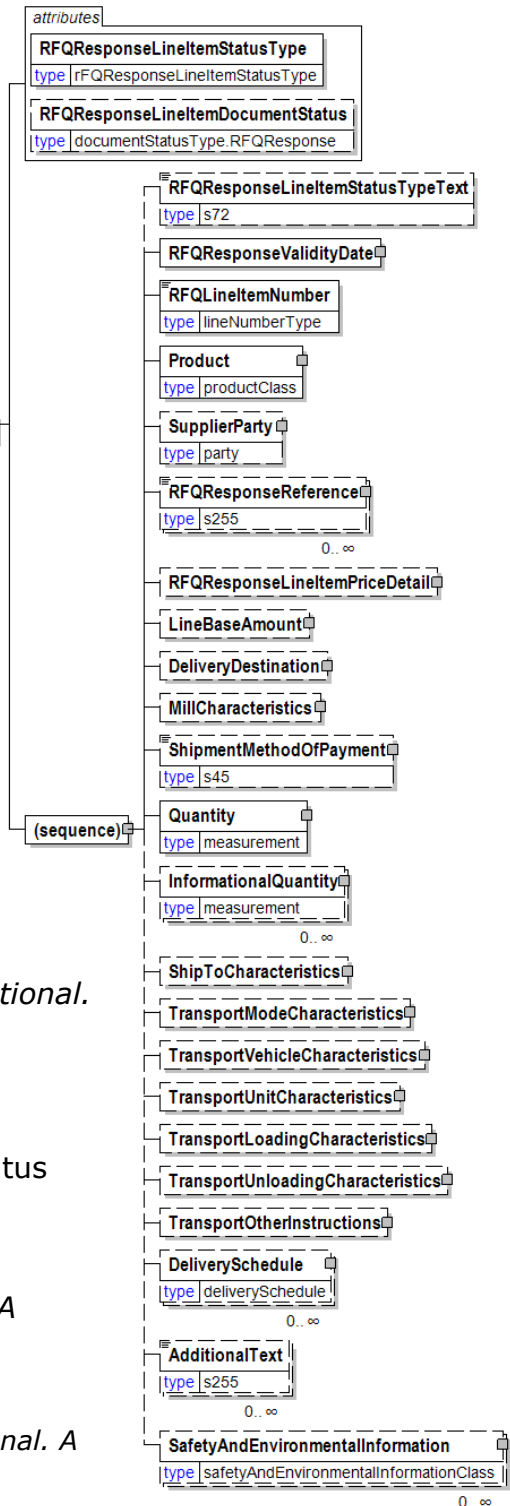 attributes
RFQResponseLineItemStatusType
type rFQResponseLineItemStatusType
RFQResponseLineItemDocumentStatus
type documentStatusType.RFQResponse
RFQResponseLineItemStatusTypeText
type s72
RFQResponseValidityDate
RFQLineItemNumber
type lineNumberType
Product
type productClass
SupplierParty
type party
RFQResponseReference
type s255
0.. ∞
RFQResponseLineItemPriceDetail
LineBaseAmount
DeliveryDestination
MillCharacteristics
ShipmentMethodOfPayment
type s45
(sequence)
Quantity
type measurement
InformationalQuantity
type measurement
0.. ∞
tional.
ShipToCharacteristics
TransportModeCharacteristics
TransportVehicleCharacteristics
TransportUnitCharacteristics
TransportLoadingCharacteristics
tus
TransportUnloadingCharacteristics
TransportOtherInstructions
DeliverySchedule
type deliverySchedule
A
0.. ∞
AdditionalText
type s255
0.. ∞
nal. A
SafetyAndEnvironmentalInformation
type safetyAndEnvironmentalInformationClass
0.. ∞